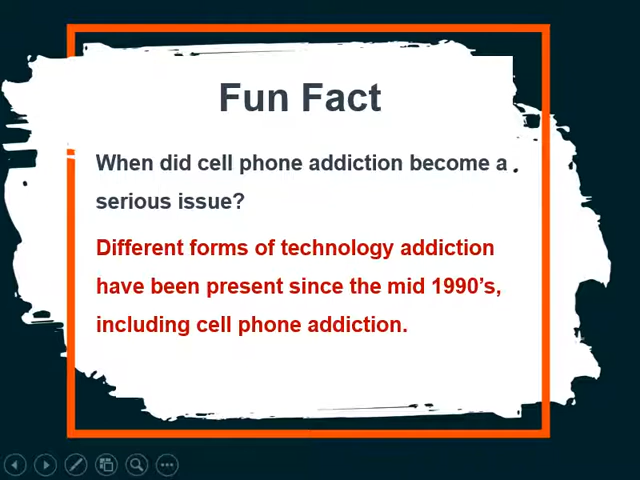 Fun Fact
When did cell phone addiction become a
serious issue?
Different forms of technology addiction
have been present since the mid 1990’s,
including cell phone addiction.